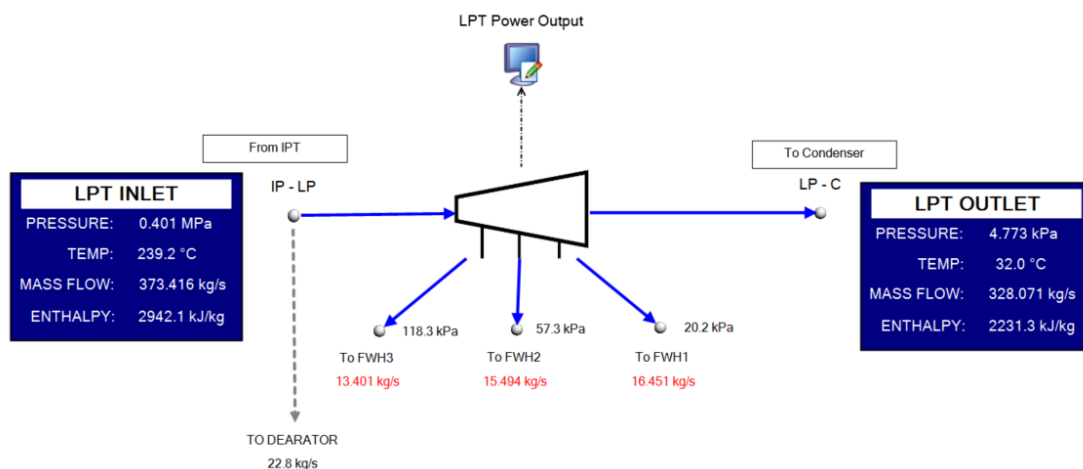 LPT Power Output
From IPT
To Condenser
IP - LP
LP - C
LPT INLET
PRESSURE: 0.401 MPa
TEMP: 239.2 °C
MASS FLOW: 373.416 kg/s
ENTHALPY: 2942.1 kJ/kg
LPT OUTLET
PRESSURE: 4.773 kPa
TEMP: 32.0 °C
MASS FLOW: 328.071 kg/s
ENTHALPY: 2231.3 kJ/kg
118.3 kPa
57.3 kPa
20.2 kPa
To FWH3
To FWH2
To FWH1
13.401 kg/s
15.494 kg/s
16.451 kg/s
TO DEARATOR
22.8 kg/s